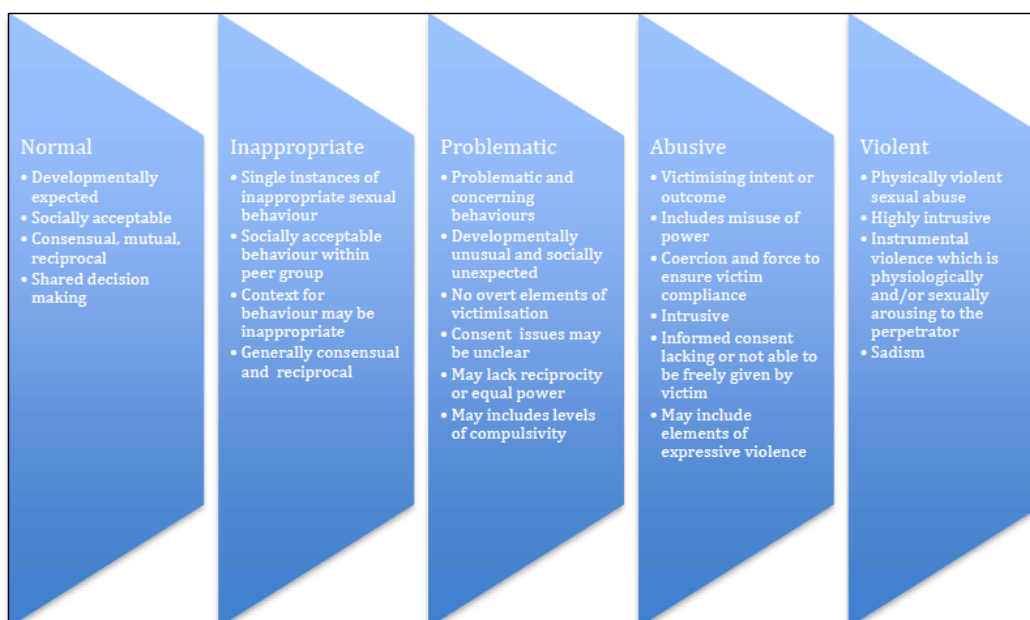 Normal
• Developmentally
expected
• Socially acceptable
• Consensual, mutual,
reciprocal
• Shared decision
making
Inappropriate
• Single instances of
inappropriate sexual
behaviour
• Socially acceptable
behaviour within
peer group
• Context for
behaviour may be
inappropriate
• Generally consensual
and reciprocal
Problematic
• Problematic and
concerning
behaviours
• Developmentally
unusual and socially
unexpected
• No overt elements of
victimisation
• Consent issues may
be unclear
• May lack reciprocity
or equal power
• May includes levels
of compulsivity
Abusive
• Victimising intent or
outcome
• Includes misuse of
power
• Coercion and force to
ensure victim
compliance
• Intrusive
• Informed consent
lacking or not able to
be freely given by
victim
• May include
elements of
expressive violence
Violent
• Physically violent
sexual abuse
• Highly intrusive
• Instrumental
violence which is
physiologically
and/or sexually
arousing to the
perpetrator
• Sadism